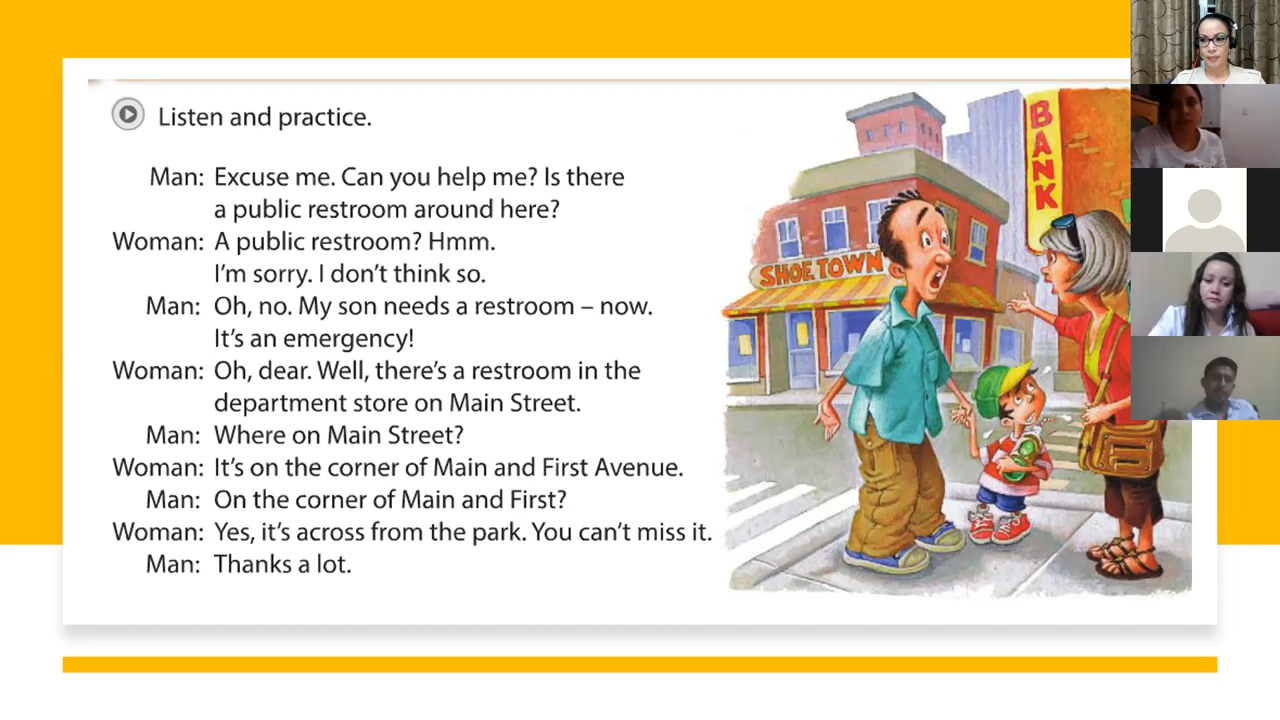 Listen and practice.
Man: Excuse me. Can you help me? Is there
a public restroom around here?
Woman: A public restroom? Hmm.
I'm sorry. I don't think so.
Man: Oh, no. My son needs a restroom – now.
It's an emergency!
Woman: Oh, dear. Well, there's a restroom in the
department store on Main Street.
Man: Where on Main Street?
Woman: It's on the corner of Main and First Avenue.
Man: On the corner of Main and First?
Woman: Yes, it's across from the park. You can't miss it.
Man: Thanks a lot.
SHOE TOWN
BANK